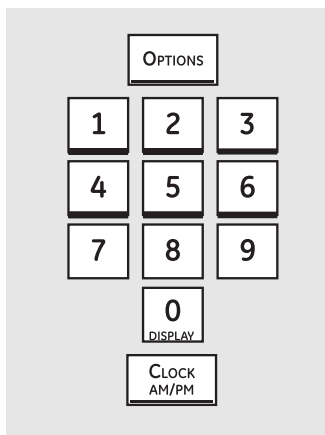 OPTIONS
1 2 3
4 5 6
7 8 9
0
DISPLAY
CLOCK
AM/PM